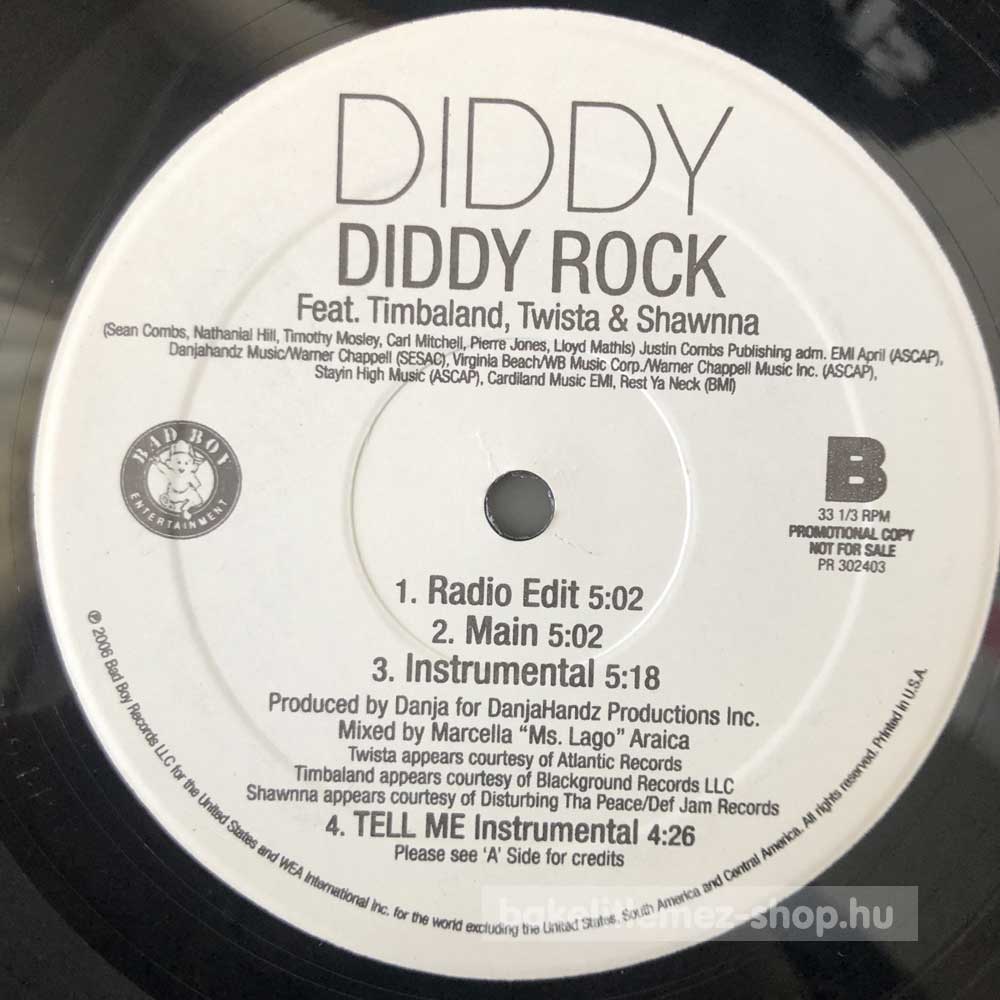 DIDDY
DIDDY ROCK
Feat. Timbaland, Twista & Shawnna
(Sean Combs, Nathanial Hill, Timothy Mosley, Carl Mitchell, Pierre Jones, Lloyd Mathis) Justin Combs Publishing adm. EMI April (ASCAP),
Danjahandz Music/Warner Chappell (SESAC), Virginia Beach/WB Music Corp./Warner Chappell Music Inc. (ASCAP),
Stayin High Music (ASCAP), Cardiland Music EMI, Rest Ya Neck (BMI)
BAD BOY
ENTERTAINMENT
B
33 1/3 RPM
PROMOTIONAL COPY
NOT FOR SALE
PR 302403
1. Radio Edit 5:02
2. Main 5:02
3. Instrumental 5:18
Produced by Danja for DanjaHandz Productions Inc.
Mixed by Marcella "Ms. Lago" Araica
Twista appears courtesy of Atlantic Records
Timbaland appears courtesy of Blackground Records LLC
Shawnna appears courtesy of Disturbing Tha Peace/Def Jam Records
4. TELL ME Instrumental 4:26
Please see 'A' Side for credits
℗ 2006 Bad Boy Records LLC for the United States and WEA International Inc. for the world excluding the United States, South America and Central America. All rights reserved. Printed in U.S.A.
bakelitlemez-shop.hu